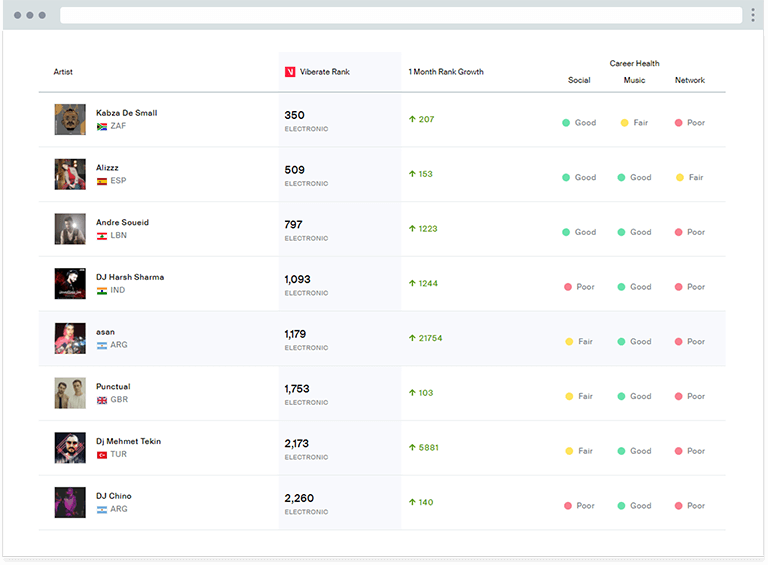 Career Health
Artist Viberate Rank 1 Month Rank Growth
Social Music Network
Kabza De Small
ZAF
350
ELECTRONIC
207
Good Fair Poor
Alizzz
ESP
509
ELECTRONIC
153
Good Good Fair
Andre Soueid
LBN
797
ELECTRONIC
1223
Good Good Poor
DJ Harsh Sharma
IND
1,093
ELECTRONIC
1244
Poor Good Poor
asan
ARG
1,179
ELECTRONIC
21754
Fair Good Poor
Punctual
GBR
1,753
ELECTRONIC
103
Fair Good Poor
Dj Mehmet Tekin
TUR
2,173
ELECTRONIC
5881
Fair Good Poor
DJ Chino
ARG
2,260
ELECTRONIC
140
Poor Good Poor